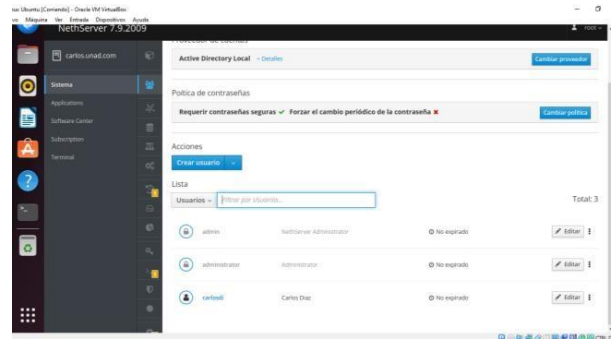 Ubuntu [Corriendo] - Oracle VM VirtualBox
Máquina Ver Entrada Dispositivos Ayuda
NethServer 7.9.2009
root
carlos.unad.com
Sistema
Applications
Software Center
Subscription
Terminal
Proveedor de cuentas
Active Directory Local Detalles
Cambiar proveedor
Política de contraseñas
Requerir contraseñas seguras Forzar el cambio periódico de la contraseña
Cambiar política
Acciones
Crear usuario
Lista
Usuarios Filtrar por Usuarios...
Total: 3
admin NethServer Administrator No expirado Editar
administrator Administrator No expirado Editar
carlosdi Carlos Diaz No expirado Editar